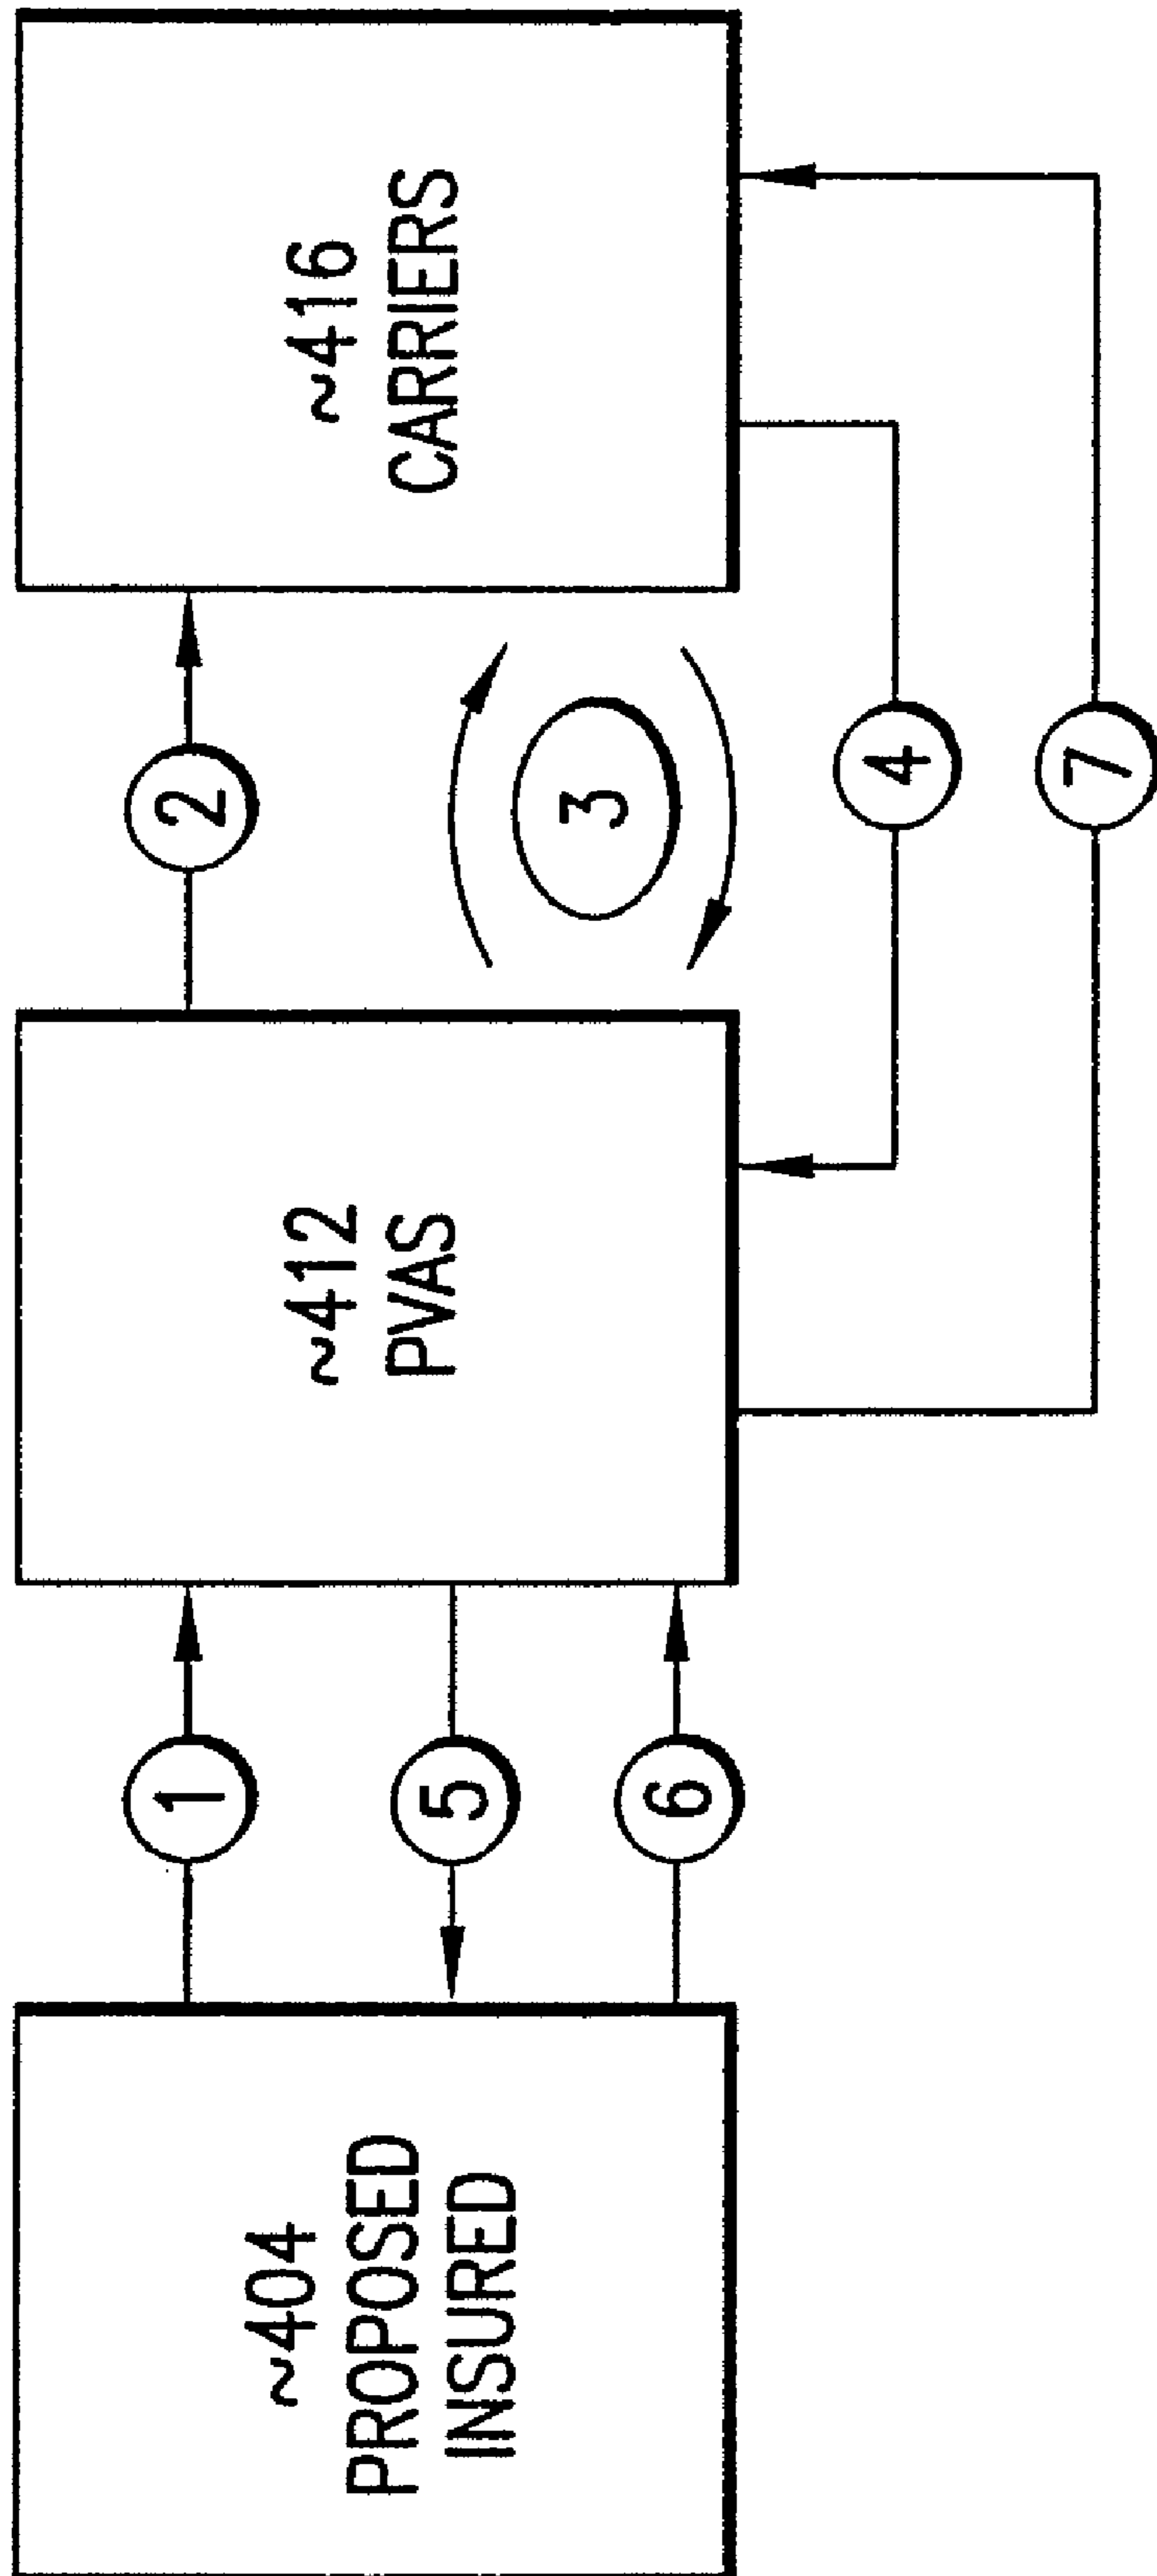 ~404
PROPOSED
INSURED
1
5
6
~412
PVAS
2
3
4
7
~416
CARRIERS